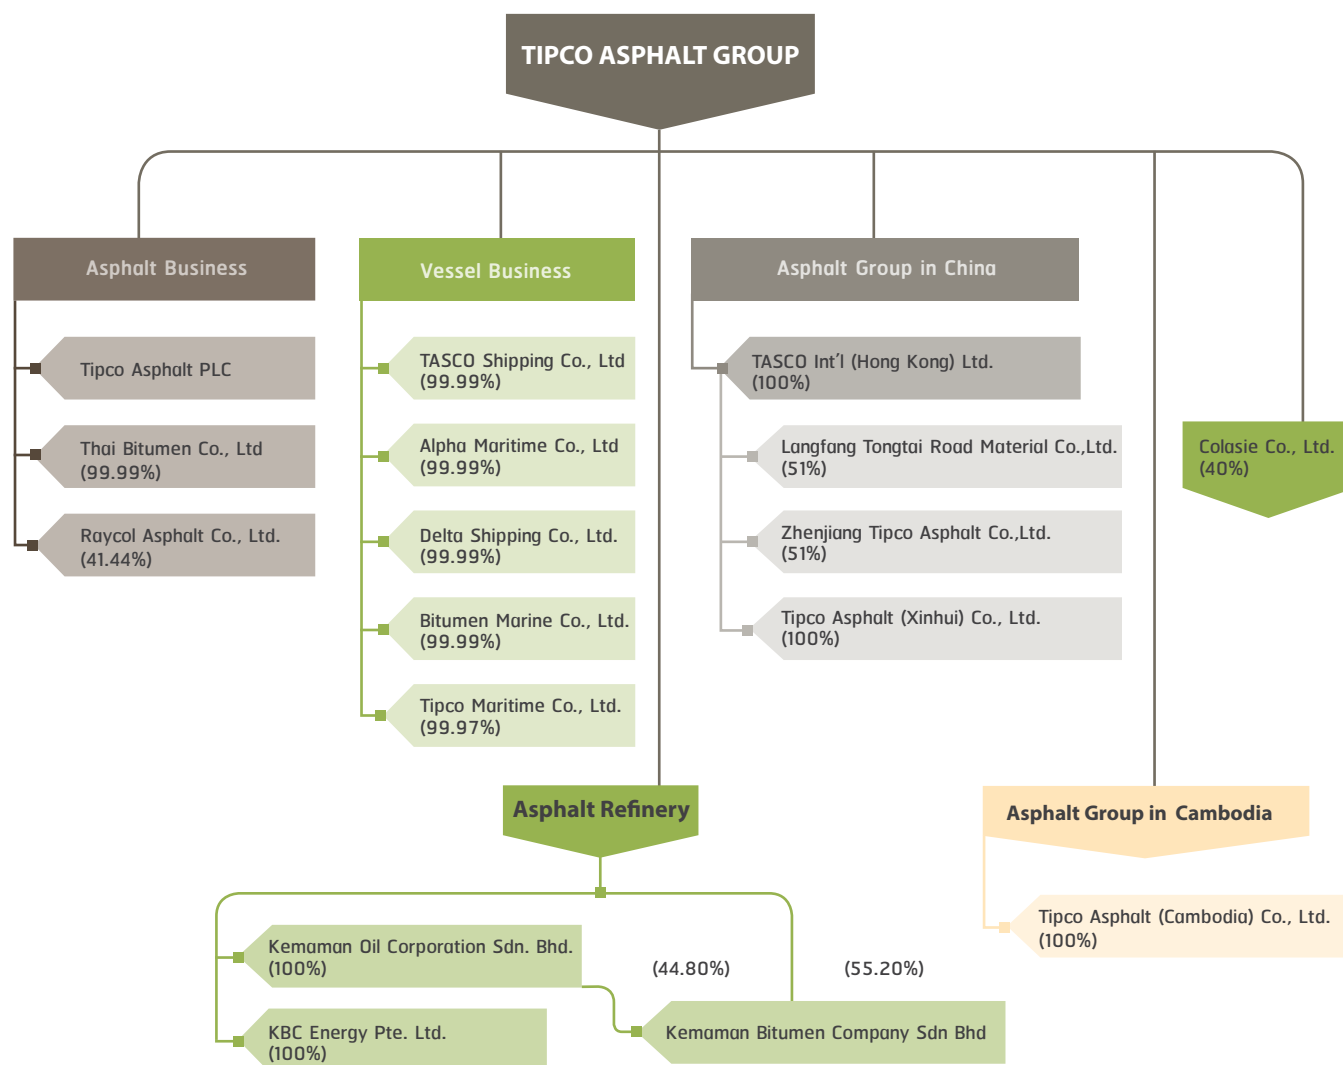 TIPCO ASPHALT GROUP
Asphalt Business
Tipco Asphalt PLC
Thai Bitumen Co., Ltd
(99.99%)
Raycol Asphalt Co., Ltd.
(41.44%)
Vessel Business
TASCO Shipping Co., Ltd
(99.99%)
Alpha Maritime Co., Ltd
(99.99%)
Delta Shipping Co., Ltd.
(99.99%)
Bitumen Marine Co., Ltd.
(99.99%)
Tipco Maritime Co., Ltd.
(99.97%)
Asphalt Group in China
TASCO Int'l (Hong Kong) Ltd.
(100%)
Langfang Tongtai Road Material Co.,Ltd.
(51%)
Zhenjiang Tipco Asphalt Co.,Ltd.
(51%)
Tipco Asphalt (Xinhui) Co., Ltd.
(100%)
Colasie Co., Ltd.
(40%)
Asphalt Refinery
Kemaman Oil Corporation Sdn. Bhd.
(100%)
KBC Energy Pte. Ltd.
(100%)
(44.80%)
(55.20%)
Kemaman Bitumen Company Sdn Bhd
Asphalt Group in Cambodia
Tipco Asphalt (Cambodia) Co., Ltd.
(100%)